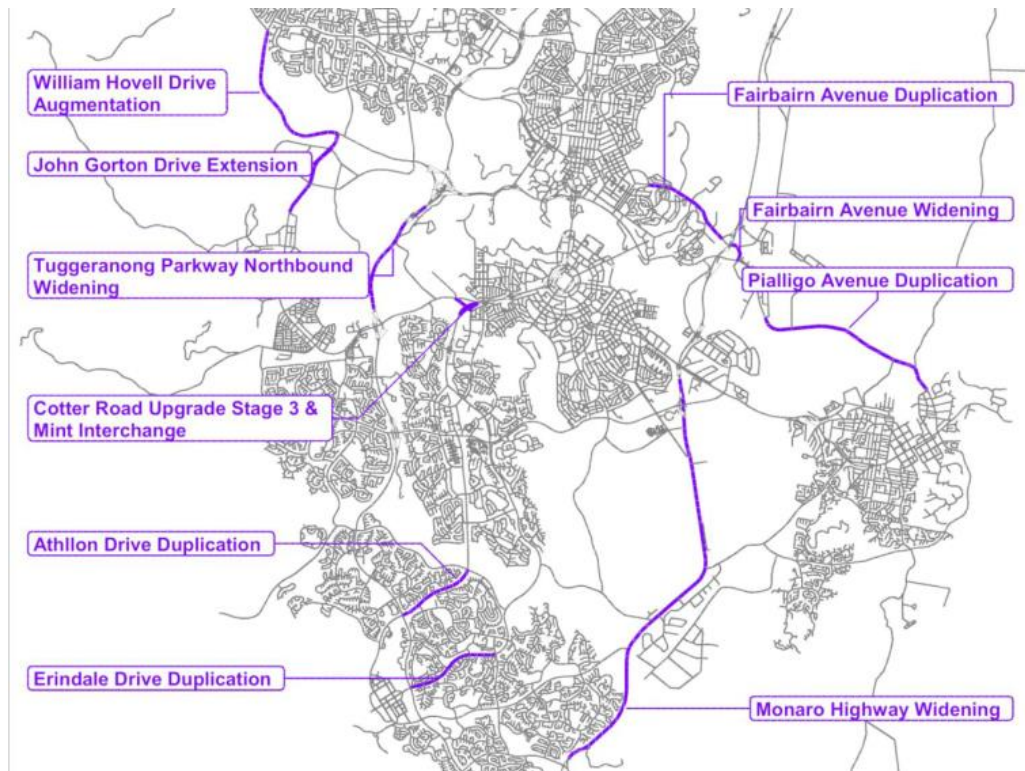 William Hovell Drive
Augmentation
John Gorton Drive Extension
Tuggeranong Parkway Northbound
Widening
Cotter Road Upgrade Stage 3 &
Mint Interchange
Athllon Drive Duplication
Erindale Drive Duplication
Fairbairn Avenue Duplication
Fairbairn Avenue Widening
Pialligo Avenue Duplication
Monaro Highway Widening